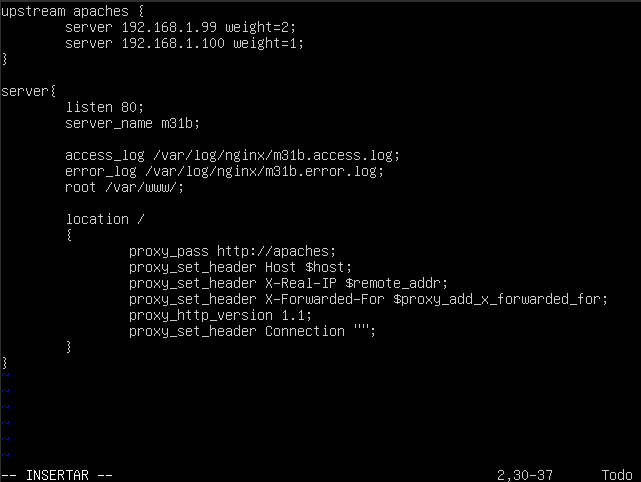 upstream apaches {
        server 192.168.1.99 weight=2;
        server 192.168.1.100 weight=1;
}

server{
        listen 80;
        server_name m31b;

        access_log /var/log/nginx/m31b.access.log;
        error_log /var/log/nginx/m31b.error.log;
        root /var/www/;

        location /
        {
                proxy_pass http://apaches;
                proxy_set_header Host $host;
                proxy_set_header X-Real-IP $remote_addr;
                proxy_set_header X-Forwarded-For $proxy_add_x_forwarded_for;
                proxy_http_version 1.1;
                proxy_set_header Connection "";
        }
}
~
~
~
~
~
~
-- INSERTAR -- 2,30-37 Todo